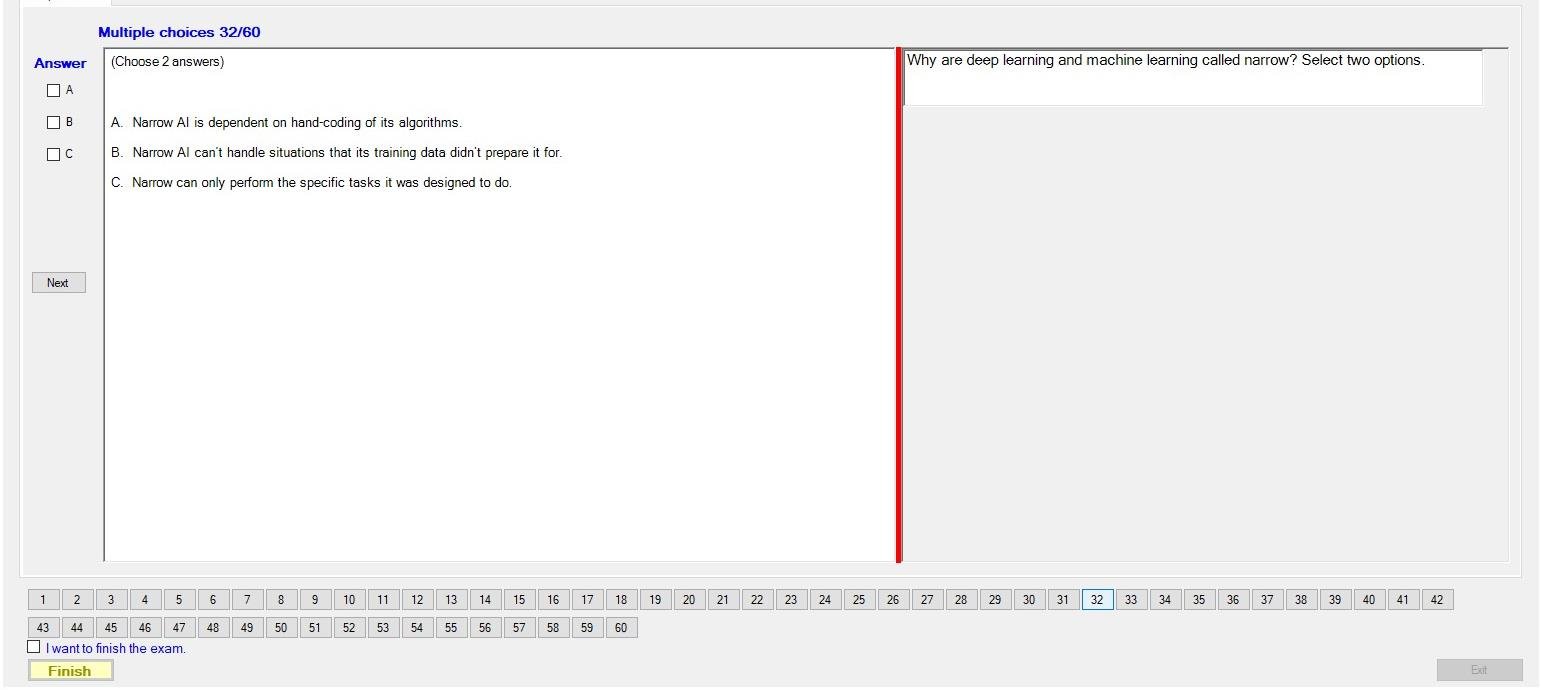 Multiple choices 32/60
Answer
(Choose 2 answers)
Why are deep learning and machine learning called narrow? Select two options.
A
B
A. Narrow AI is dependent on hand-coding of its algorithms.
C
B. Narrow AI can't handle situations that its training data didn't prepare it for.
C. Narrow can only perform the specific tasks it was designed to do.
Next
1 2 3 4 5 6 7 8 9 10 11 12 13 14 15 16 17 18 19 20 21 22 23 24 25 26 27 28 29 30 31 32 33 34 35 36 37 38 39 40 41 42
43 44 45 46 47 48 49 50 51 52 53 54 55 56 57 58 59 60
I want to finish the exam.
Finish
Exit